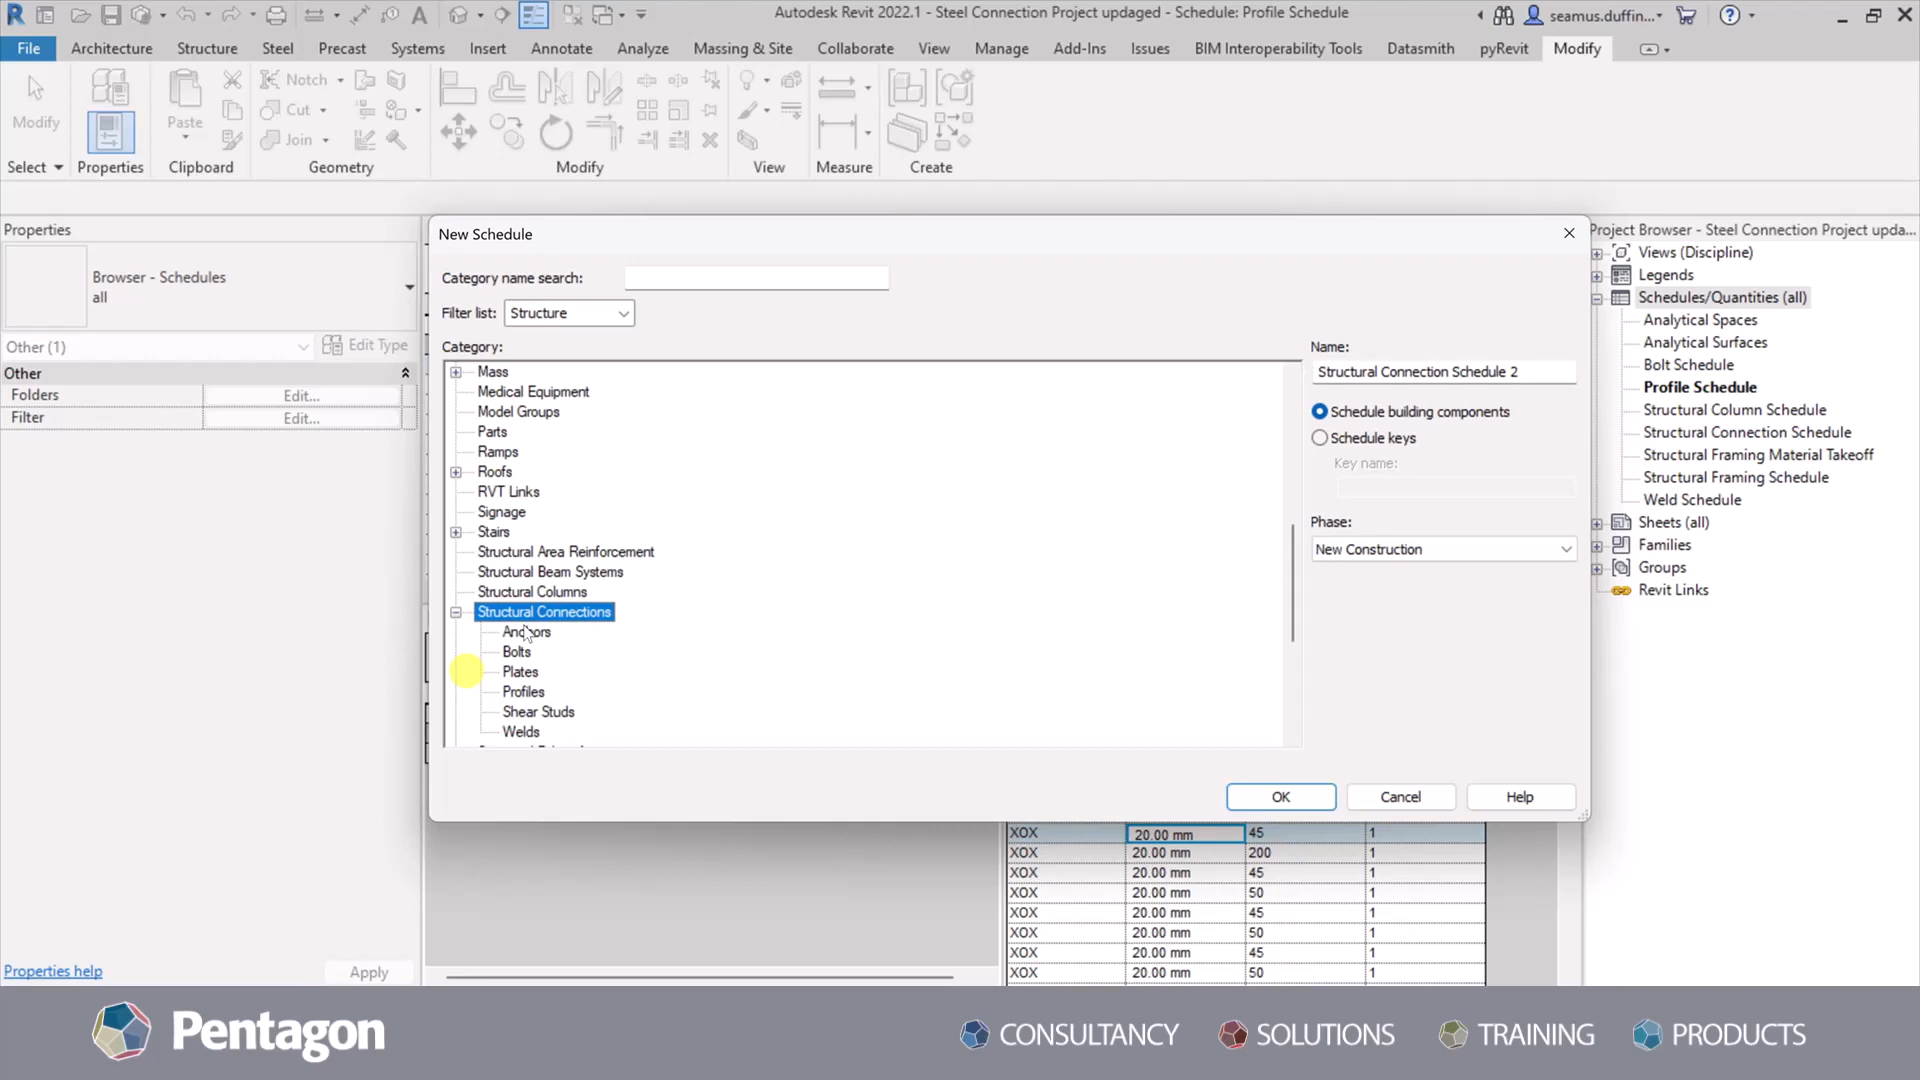 Autodesk Revit 2022.1 - Steel Connection Project updaged - Schedule: Profile Schedule
seamus.duffin...
File Architecture Structure Steel Precast Systems Insert Annotate Analyze Massing & Site Collaborate View Manage Add-Ins Issues BIM Interoperability Tools Datasmith pyRevit Modify
Modify
Paste
Notch
Cut
Join
Select Properties Clipboard Geometry Modify View Measure Create
Properties
Browser - Schedules
all
Other (1)
Edit Type
Other
Folders Edit...
Filter Edit...
Properties help
Apply
New Schedule
Category name search:
Filter list: Structure
Category:
Mass
Medical Equipment
Model Groups
Parts
Ramps
Roofs
RVT Links
Signage
Stairs
Structural Area Reinforcement
Structural Beam Systems
Structural Columns
Structural Connections
Anchors
Bolts
Plates
Profiles
Shear Studs
Welds
Name:
Structural Connection Schedule 2
Schedule building components
Schedule keys
Key name:
Phase:
New Construction
OK Cancel Help
XOX 20.00 mm 45 1
XOX 20.00 mm 200 1
XOX 20.00 mm 45 1
XOX 20.00 mm 50 1
XOX 20.00 mm 45 1
XOX 20.00 mm 50 1
XOX 20.00 mm 45 1
XOX 20.00 mm 50 1
Project Browser - Steel Connection Project upda...
Views (Discipline)
Legends
Schedules/Quantities (all)
Analytical Spaces
Analytical Surfaces
Bolt Schedule
Profile Schedule
Structural Column Schedule
Structural Connection Schedule
Structural Framing Material Takeoff
Structural Framing Schedule
Weld Schedule
Sheets (all)
Families
Groups
Revit Links
Pentagon
CONSULTANCY SOLUTIONS TRAINING PRODUCTS